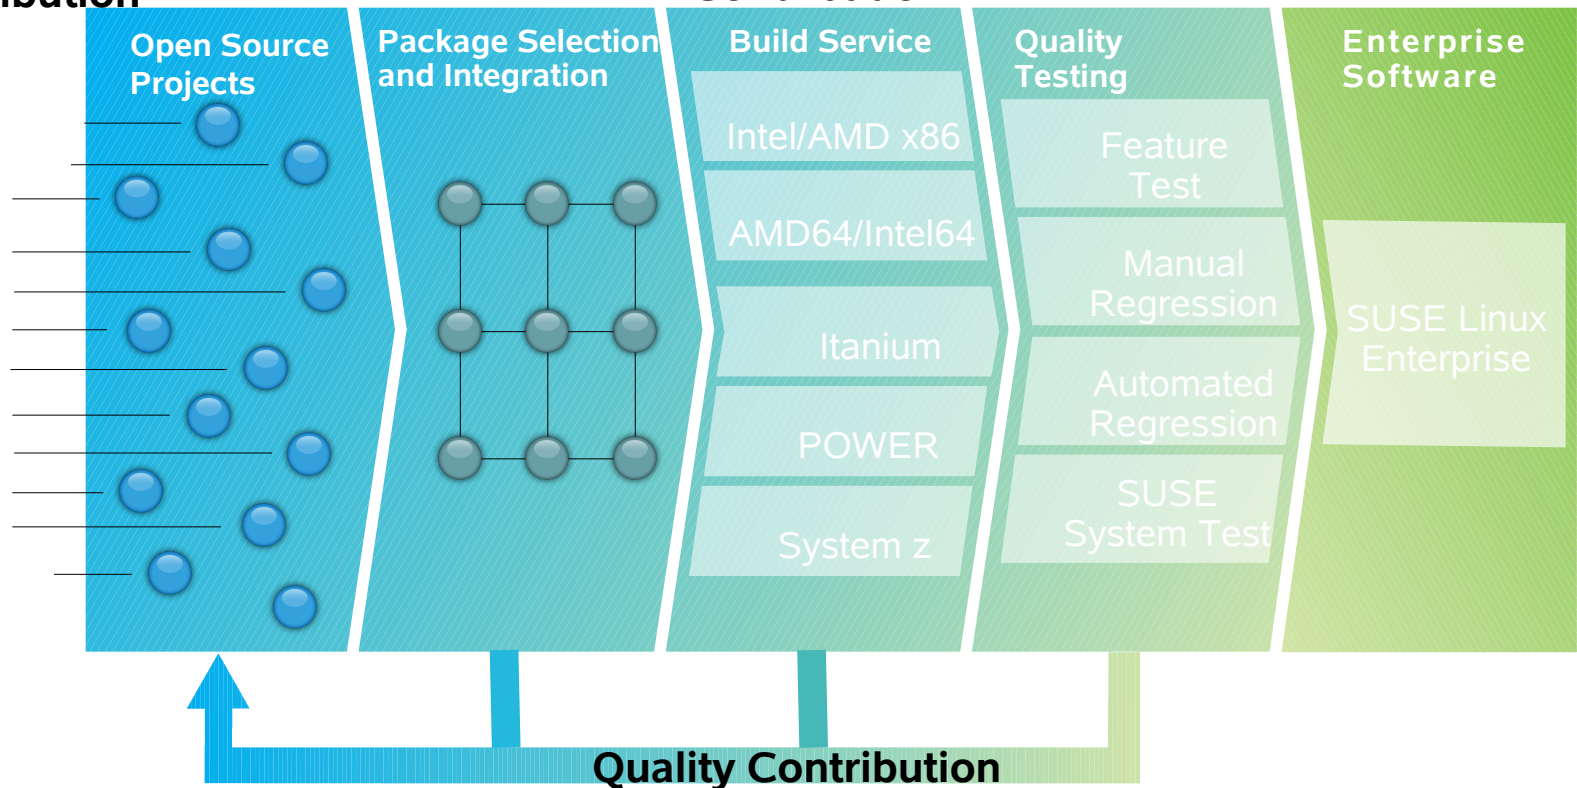 Open Source
Projects
Package Selection
and Integration
Build Service
Intel/AMD x86
AMD64/Intel64
Itanium
POWER
System z
Quality
Testing
Feature
Test
Manual
Regression
Automated
Regression
SUSE
System Test
Enterprise
Software
SUSE Linux
Enterprise
Quality Contribution